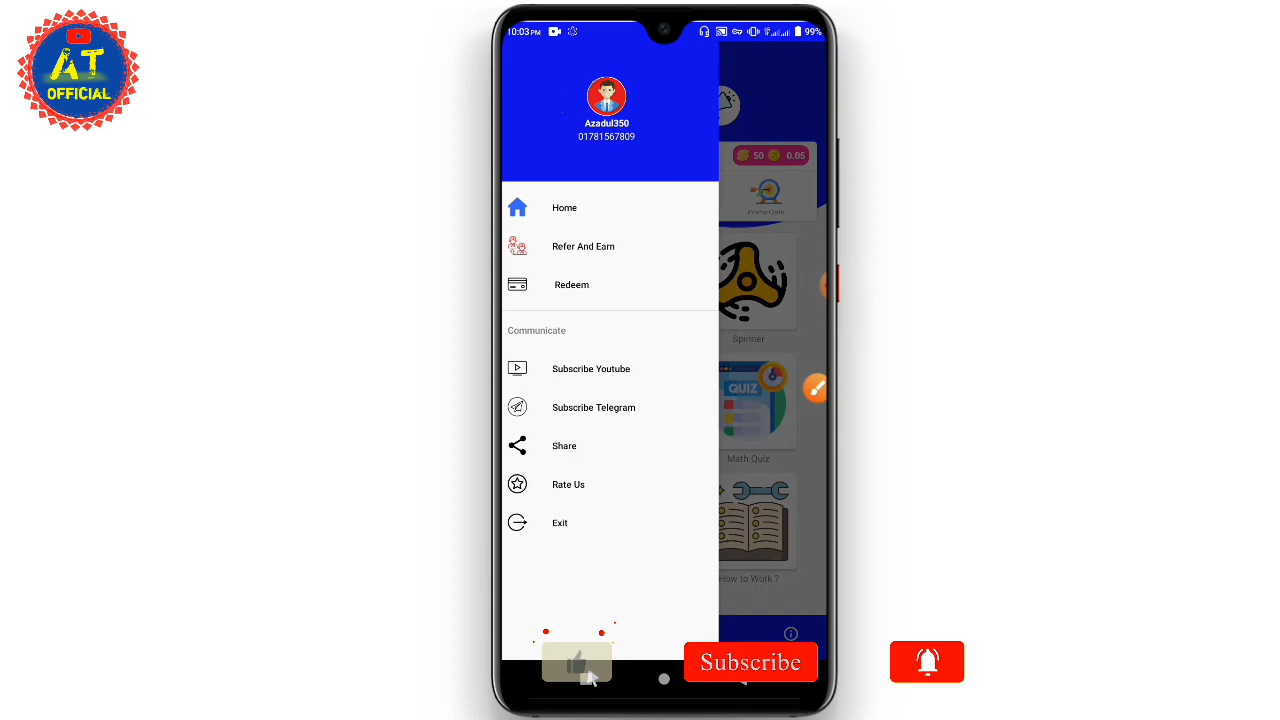 AT
OFFICIAL
10:03 PM
99%
Azadul350
01781567809
50 0.05
Promo Code
Home
Refer And Earn
Redeem
Spinner
Communicate
Subscribe Youtube
QUIZ
Subscribe Telegram
Share
Math Quiz
Rate Us
Exit
How to Work ?
Subscribe